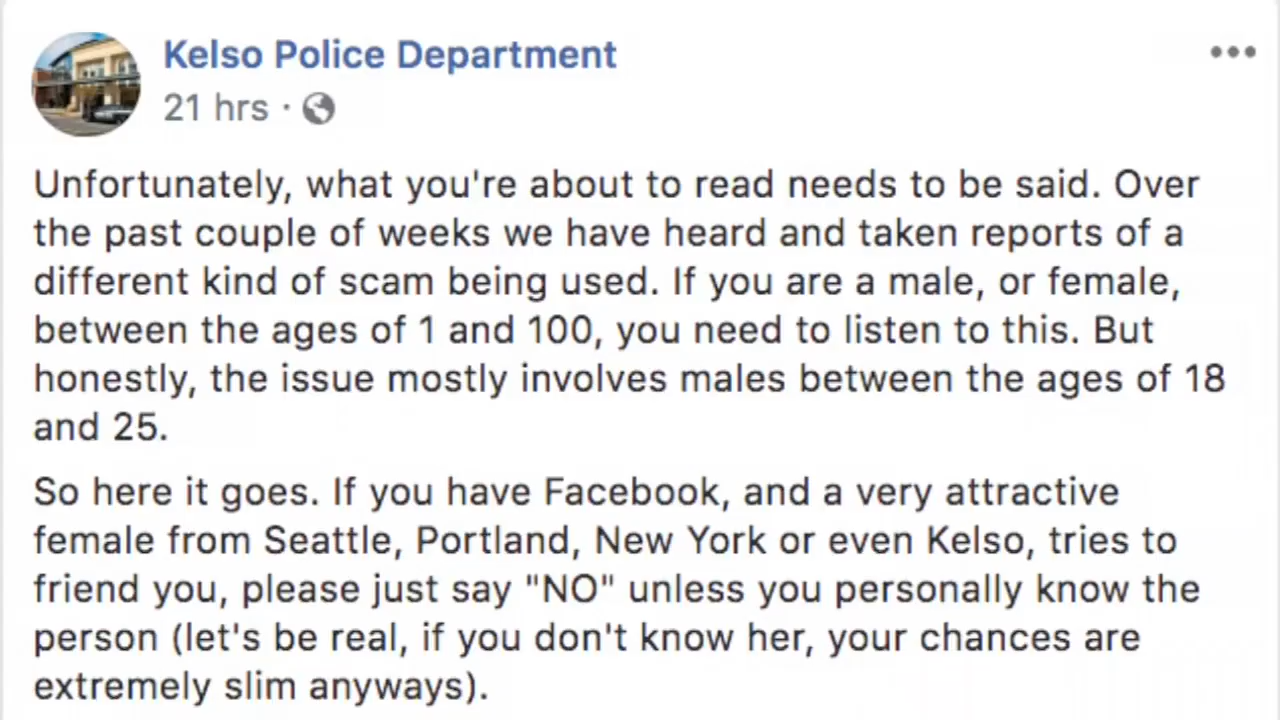 Kelso Police Department
21 hrs ·
Unfortunately, what you're about to read needs to be said. Over
the past couple of weeks we have heard and taken reports of a
different kind of scam being used. If you are a male, or female,
between the ages of 1 and 100, you need to listen to this. But
honestly, the issue mostly involves males between the ages of 18
and 25.
So here it goes. If you have Facebook, and a very attractive
female from Seattle, Portland, New York or even Kelso, tries to
friend you, please just say "NO" unless you personally know the
person (let's be real, if you don't know her, your chances are
extremely slim anyways).